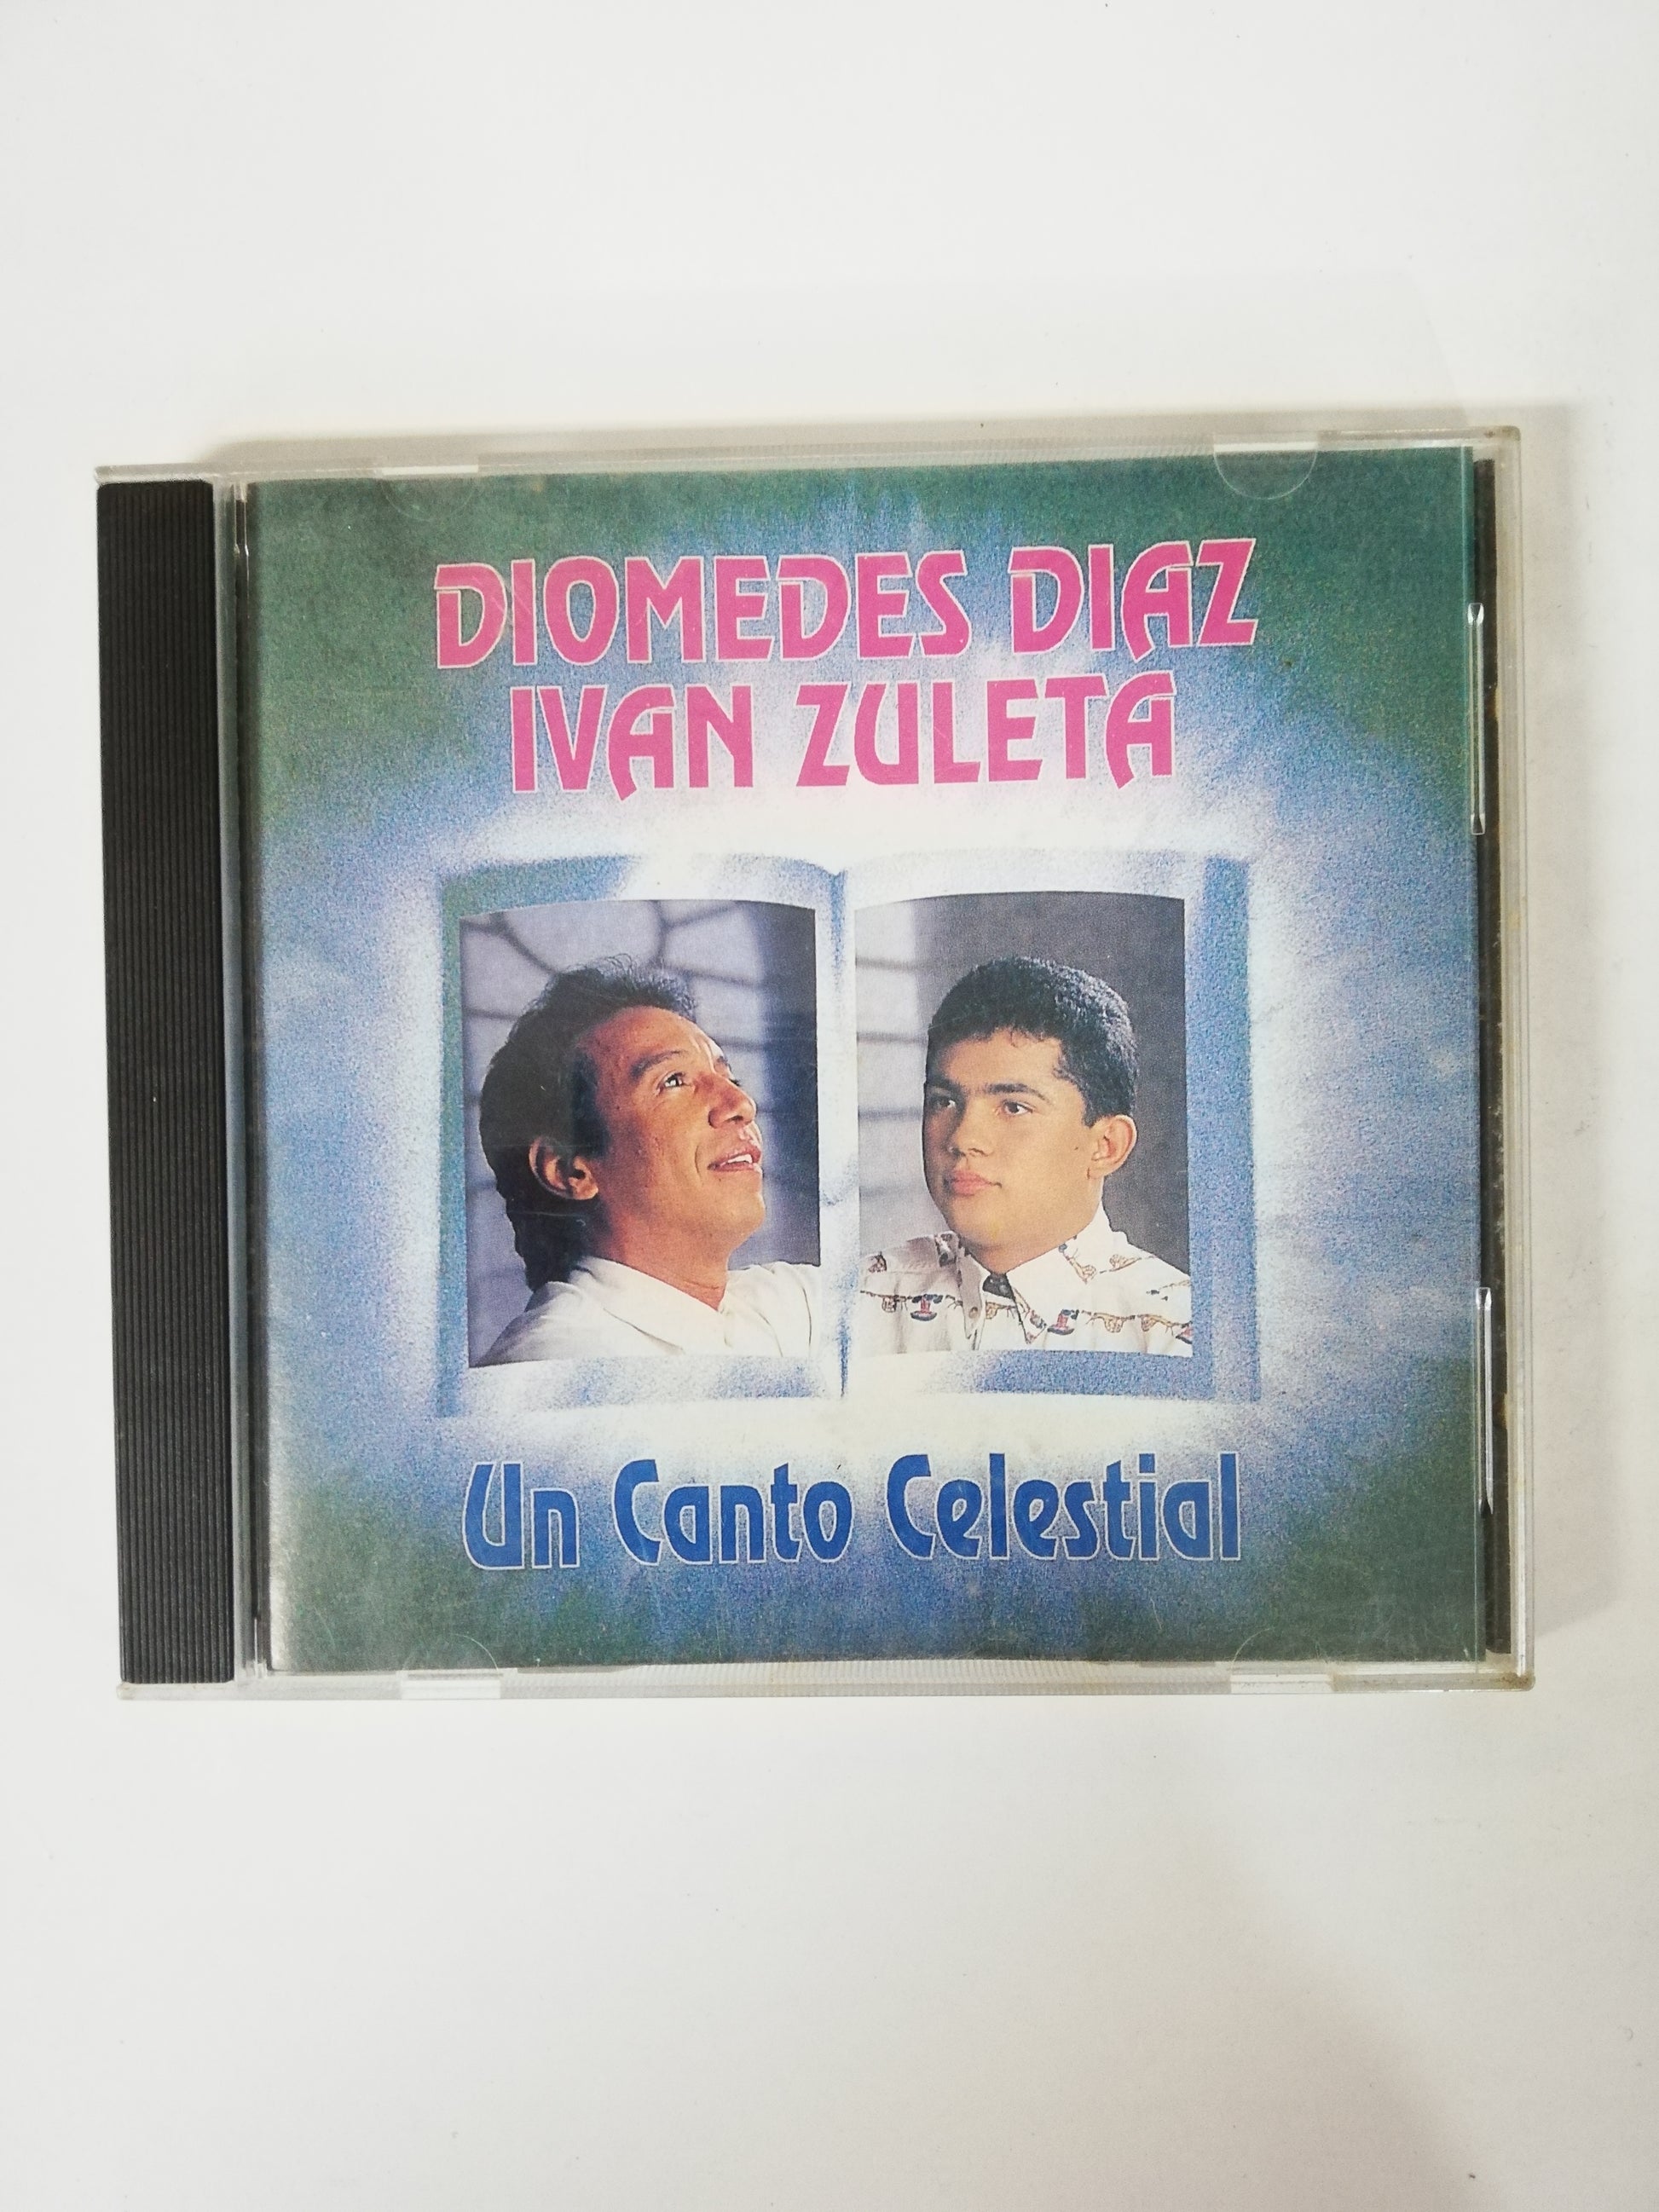 DIOMEDES DIAZ
IVAN ZULETA
Un Canto Celestial